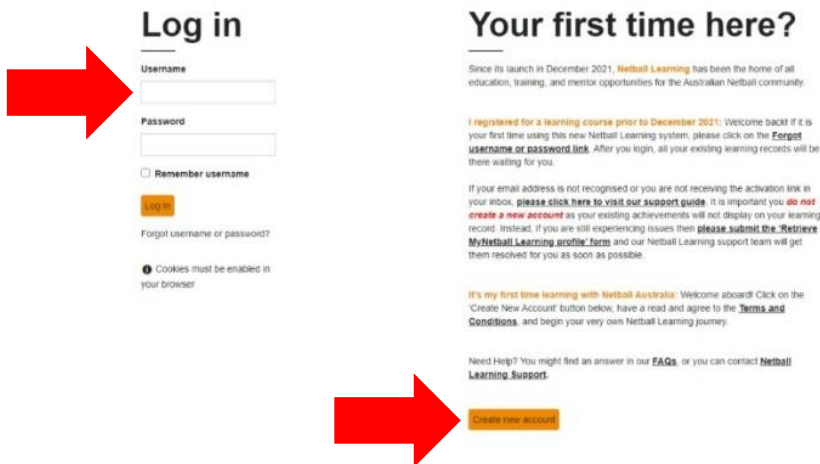 Log in
Username
Password
Remember username
Log in
Forgot username or password?
Cookies must be enabled in
your browser
Your first time here?
Since its launch in December 2021, Netball Learning has been the home of all
education, training, and mentor opportunities for the Australian Netball community.
I registered for a learning course prior to December 2021: Welcome back! If it is
your first time using this new Netball Learning system, please click on the Forgot
username or password link. After you login, all your existing learning records will be
there waiting for you.
If your email address is not recognised or you are not receiving the activation link in
your inbox, please click here to visit our support guide. It is important you do not
create a new account as your existing achievements will not display on your learning
record. Instead, if you are still experiencing issues then please submit the 'Retrieve
MyNetball Learning profile' form and our Netball Learning support team will get
them resolved for you as soon as possible.
It's my first time learning with Netball Australia: Welcome aboard! Click on the
'Create New Account' button below, have a read and agree to the Terms and
Conditions, and begin your very own Netball Learning journey.
Need Help? You might find an answer in our FAQs, or you can contact Netball
Learning Support.
Create new account